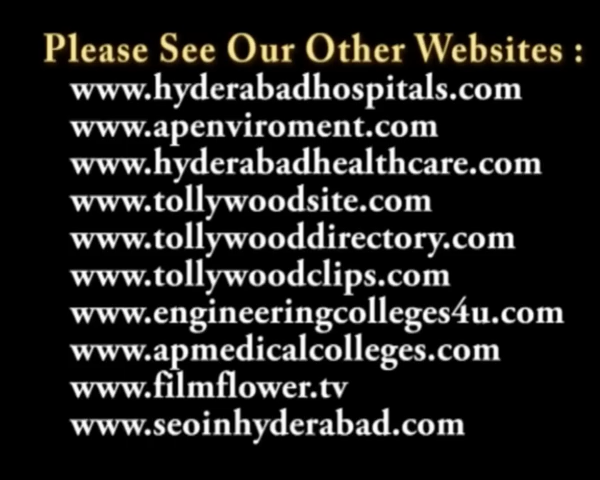 Please See Our Other Websites :
www.hyderabadhospitals.com
www.apenviroment.com
www.hyderabadhealthcare.com
www.tollywoodsite.com
www.tollywooddirectory.com
www.tollywoodclips.com
www.engineeringcolleges4u.com
www.apmedicalcolleges.com
www.filmflower.tv
www.seoinhyderabad.com